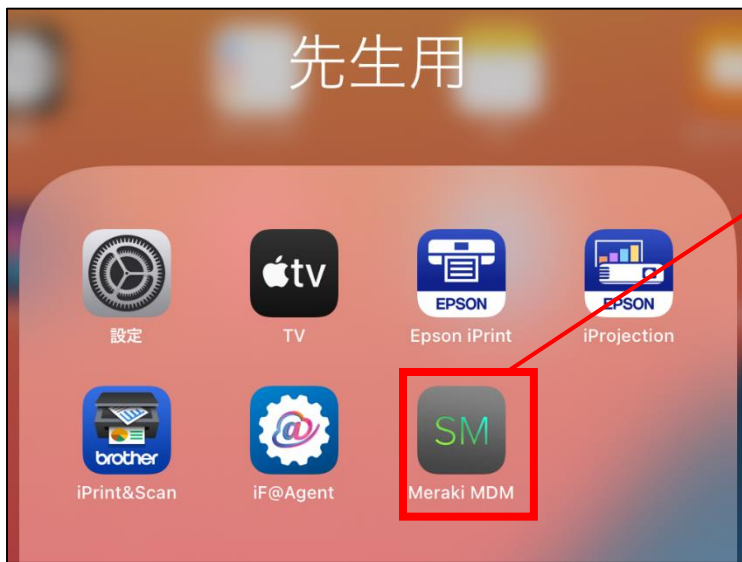 先生用
tv
EPSON
EPSON
設定
TV
Epson iPrint
iProjection
brother
@
SM
iPrint&Scan
iF@Agent
Meraki MDM